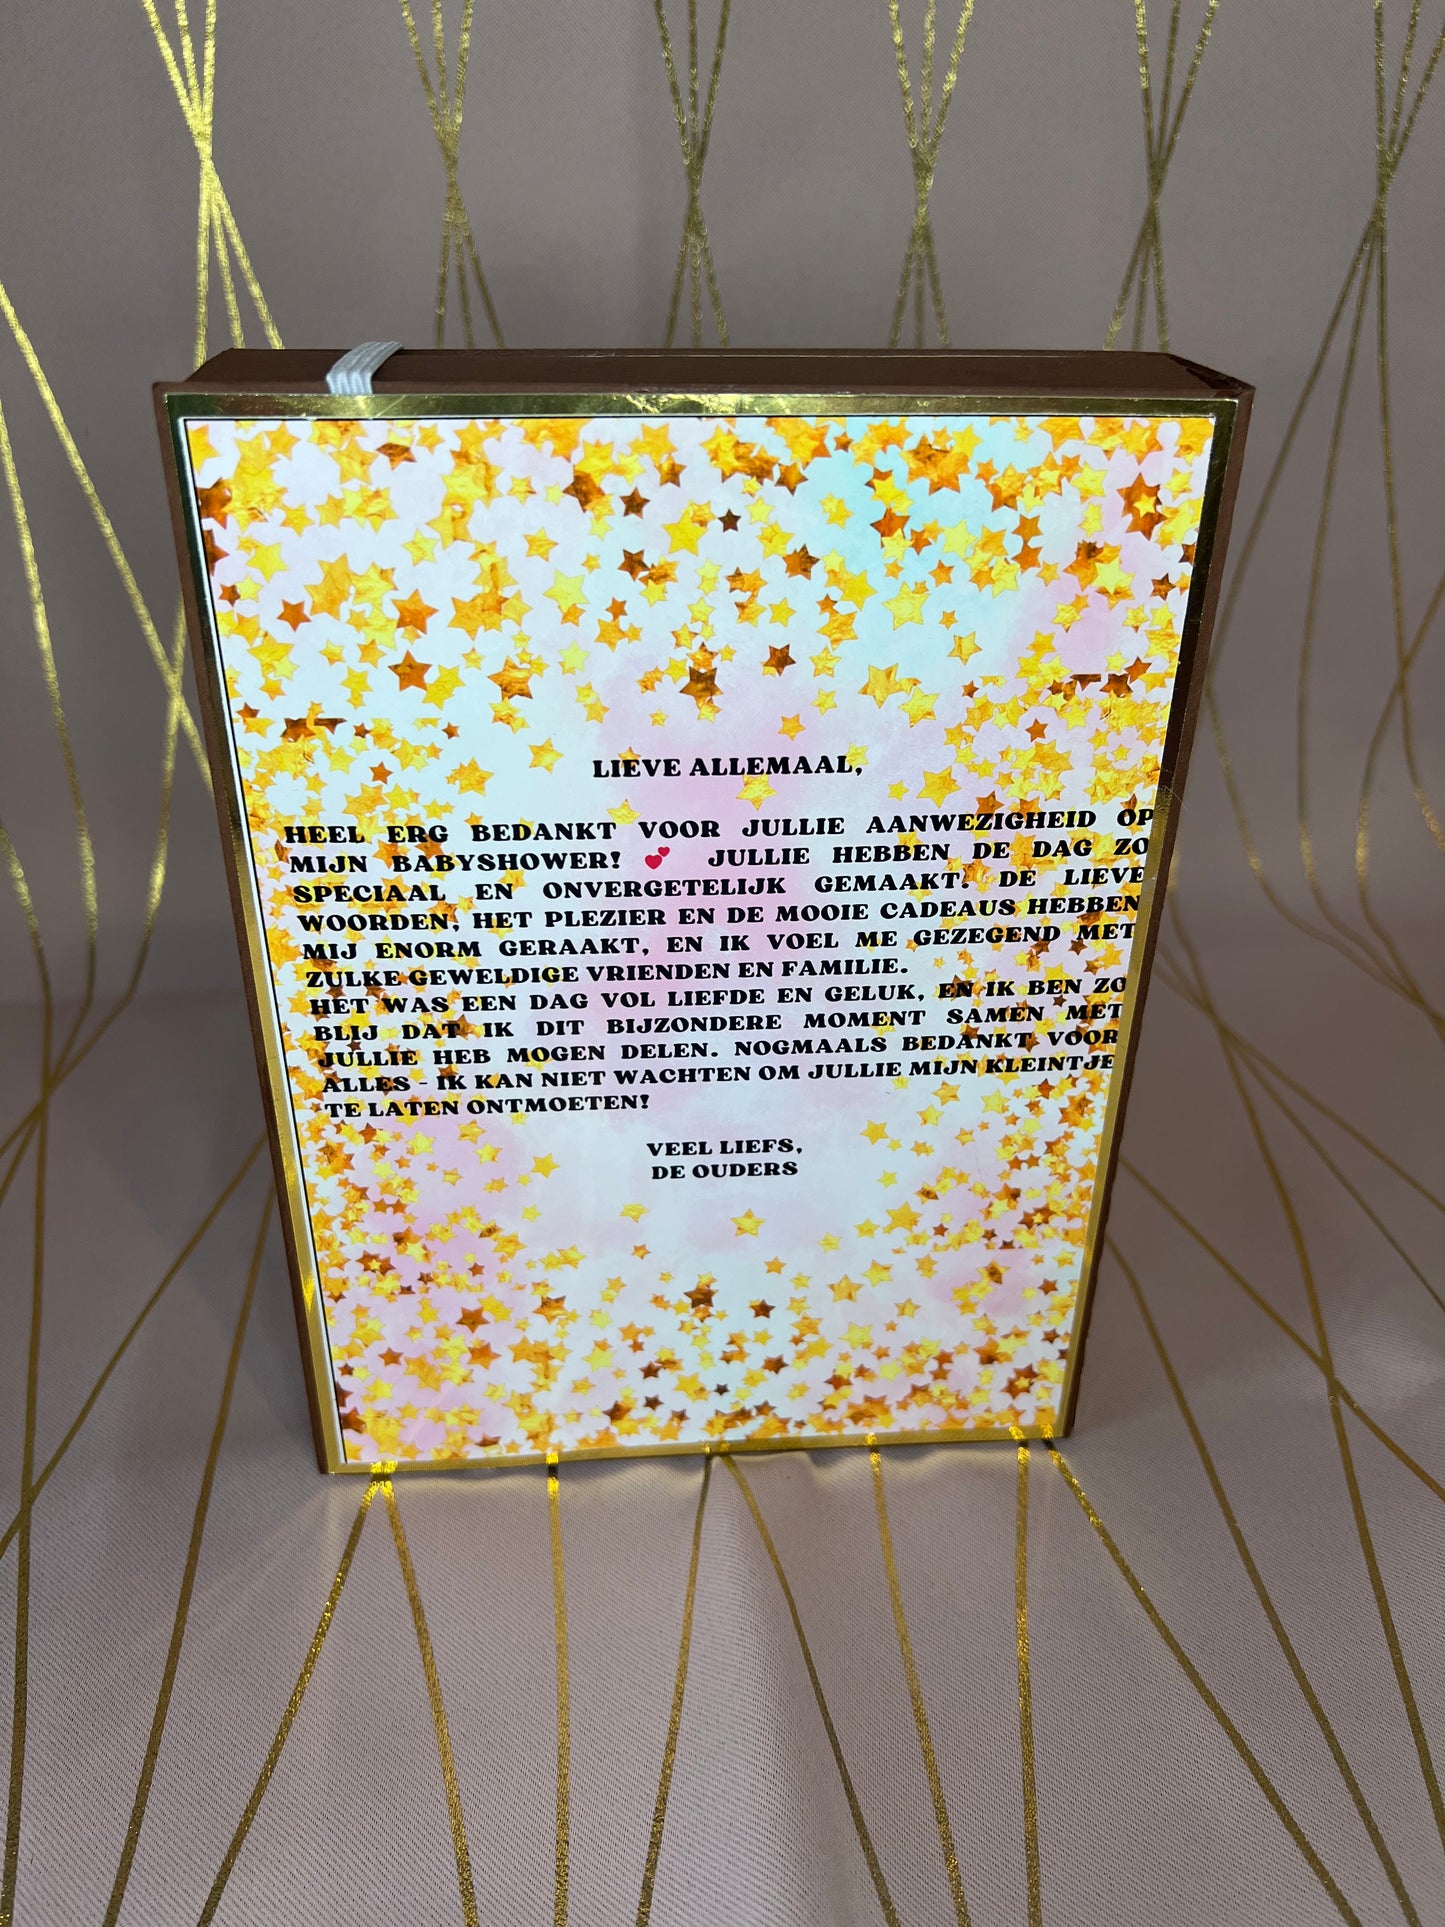 LIEVE ALLEMAAL,
HEEL ERG BEDANKT VOOR JULLIE AANWEZIGHEID OP
MIJN BABYSHOWER! 💕 JULLIE HEBBEN DE DAG ZO
SPECIAAL EN ONVERGETELIJK GEMAAKT. DE LIEVE
WOORDEN, HET PLEZIER EN DE MOOIE CADEAUS HEBBEN
MIJ ENORM GERAAKT, EN IK VOEL ME GEZEGEND MET
ZULKE GEWELDIGE VRIENDEN EN FAMILIE.
HET WAS EEN DAG VOL LIEFDE EN GELUK, EN IK BEN ZO
BLIJ DAT IK DIT BIJZONDERE MOMENT SAMEN MET
JULLIE HEB MOGEN DELEN. NOGMAALS BEDANKT VOOR
ALLES - IK KAN NIET WACHTEN OM JULLIE MIJN KLEINTJE
TE LATEN ONTMOETEN!
VEEL LIEFS,
DE OUDERS